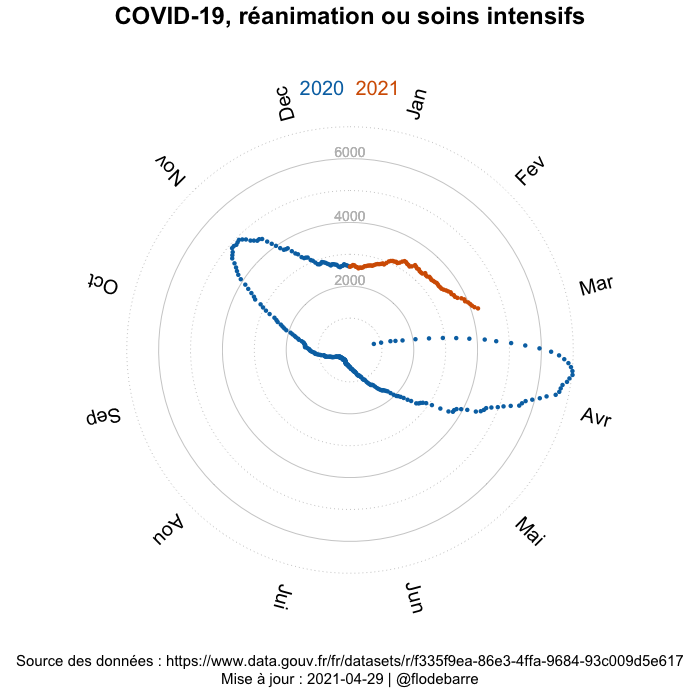 COVID-19, réanimation ou soins intensifs
2020 2021
Jan
Fev
Mar
Avr
Mai
Jun
Jui
Aou
Sep
Oct
Nov
Dec
6000
4000
2000
Source des données : https://www.data.gouv.fr/fr/datasets/r/f335f9ea-86e3-4ffa-9684-93c009d5e617
Mise à jour : 2021-04-29 | @flodebarre